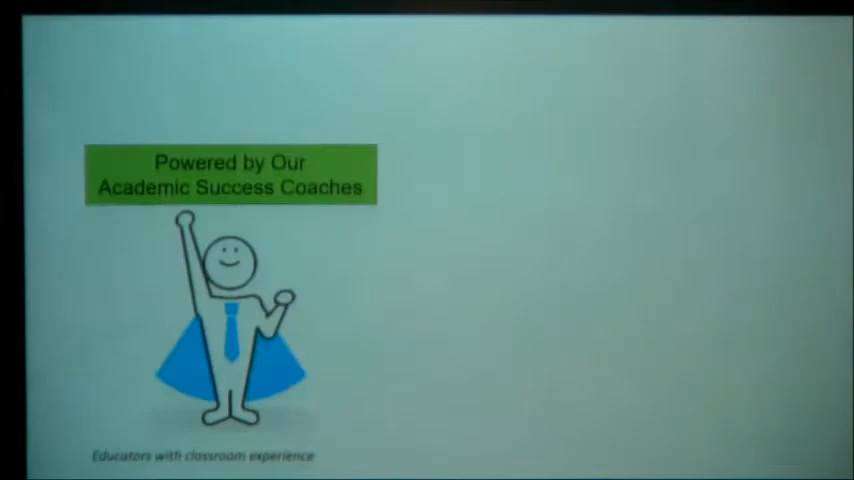 Powered by Our
Academic Success Coaches
Educators with classroom experience